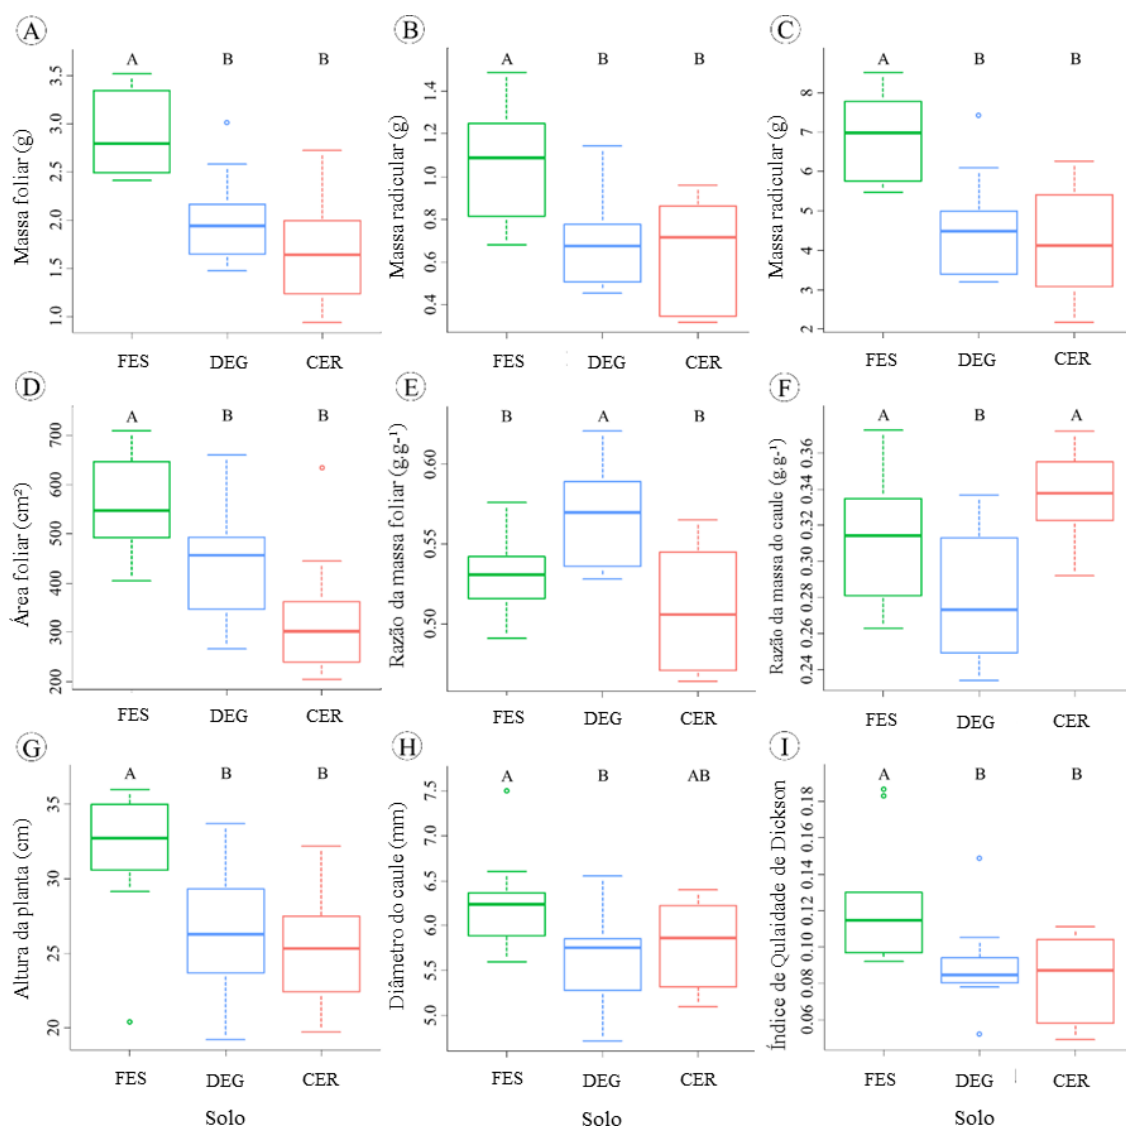 A
B
C
A B B
A B B
A B B
Massa foliar (g)
3.5
3.0
2.5
2.0
1.5
1.0
FES DEG CER
Massa radicular (g)
1.4
1.2
1.0
0.8
0.6
0.4
FES DEG CER
Massa radicular (g)
8
7
6
5
4
3
2
FES DEG CER
D
E
F
A B B
B A B
A B A
Área foliar (cm²)
700
600
500
400
300
200
FES DEG CER
Razão da massa foliar (g.g-¹)
0.60
0.55
0.50
FES DEG CER
Razão da massa do caule (g.g-¹)
0.36
0.34
0.32
0.30
0.28
0.26
0.24
FES DEG CER
G
H
I
A B B
A B AB
A B B
Altura da planta (cm)
35
30
25
20
FES DEG CER
Solo
Diâmetro do caule (mm)
7.5
7.0
6.5
6.0
5.5
5.0
FES DEG CER
Solo
Índice de Qulaidade de Dickson
0.18
0.16
0.14
0.12
0.10
0.08
0.06
FES DEG CER
Solo